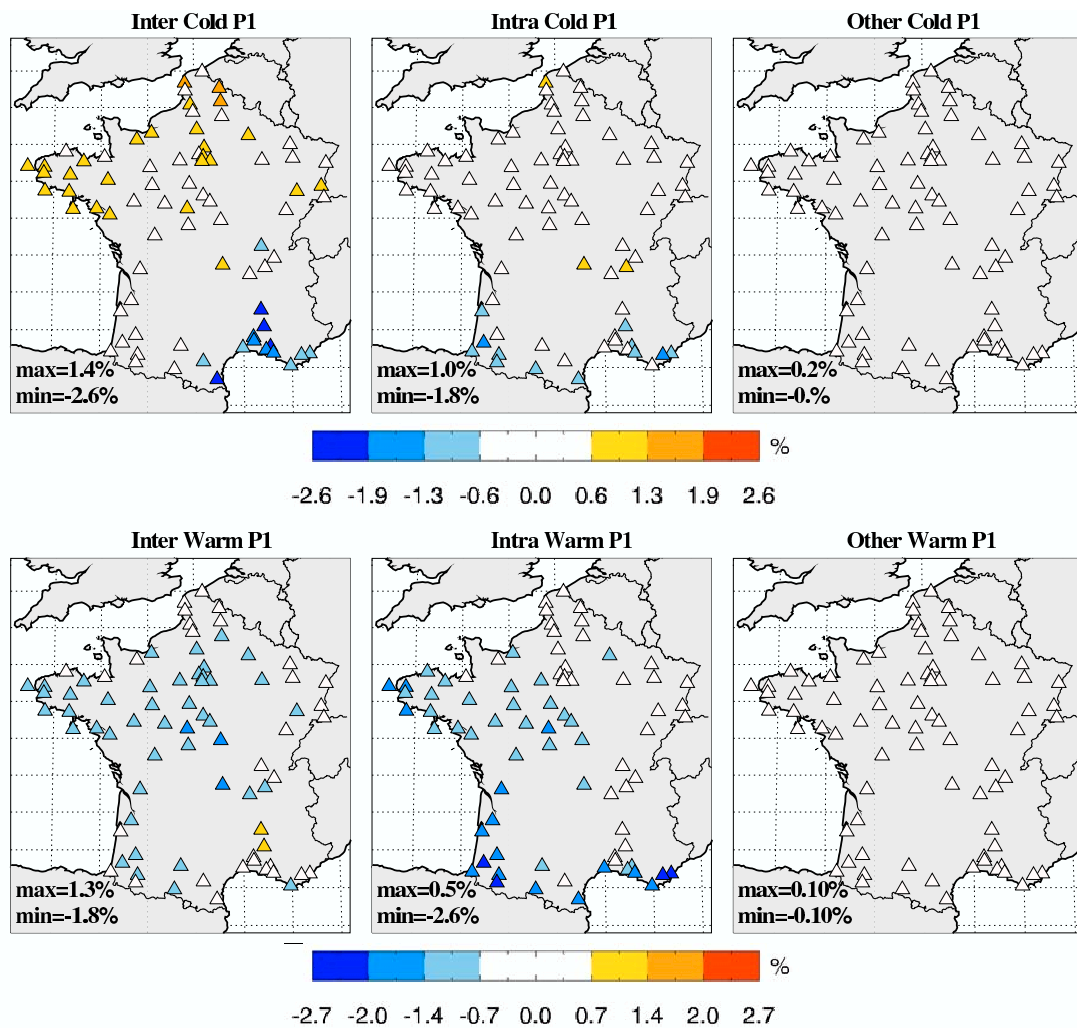 Inter Cold P1
Intra Cold P1
Other Cold P1
max=1.4%
min=-2.6%
max=1.0%
min=-1.8%
max=0.2%
min=-0.%
%
-2.6 -1.9 -1.3 -0.6 0.0 0.6 1.3 1.9 2.6
Inter Warm P1
Intra Warm P1
Other Warm P1
max=1.3%
min=-1.8%
max=0.5%
min=-2.6%
max=0.10%
min=-0.10%
%
-2.7 -2.0 -1.4 -0.7 0.0 0.7 1.4 2.0 2.7